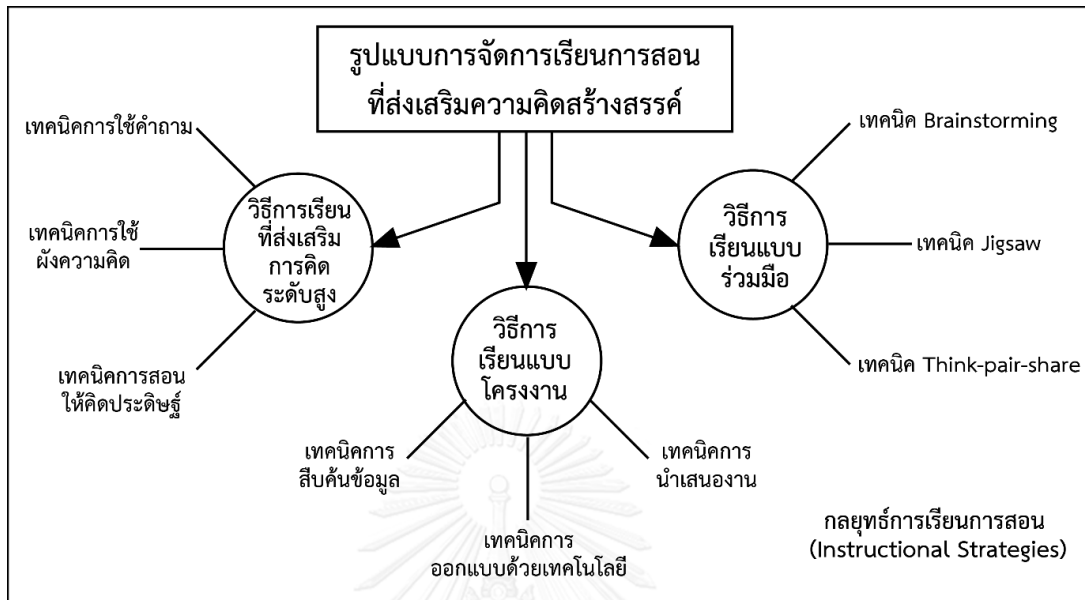 รูปแบบการจัดการเรียนการสอน
ที่ส่งเสริมความคิดสร้างสรรค์
เทคนิคการใช้คำถาม
เทคนิคการใช้
ผังความคิด
เทคนิคการสอน
ให้คิดประดิษฐ์
วิธีการเรียน
ที่ส่งเสริม
การคิด
ระดับสูง
วิธีการ
เรียนแบบ
โครงงาน
เทคนิคการ
สืบค้นข้อมูล
เทคนิคการ
ออกแบบด้วยเทคโนโลยี
เทคนิคการ
นำเสนองาน
วิธีการ
เรียนแบบ
ร่วมมือ
เทคนิค Brainstorming
เทคนิค Jigsaw
เทคนิค Think-pair-share
กลยุทธ์การเรียนการสอน
(Instructional Strategies)